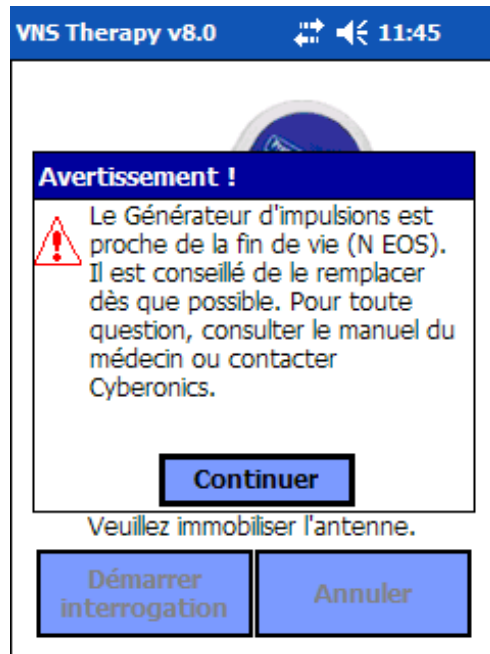 VNS Therapy v8.0 11:45
Avertissement !
Le Générateur d'impulsions est
proche de la fin de vie (N EOS).
Il est conseillé de le remplacer
dès que possible. Pour toute
question, consulter le manuel du
médecin ou contacter
Cyberonics.
Continuer
Veuillez immobiliser l'antenne.
Démarrer
interrogation
Annuler